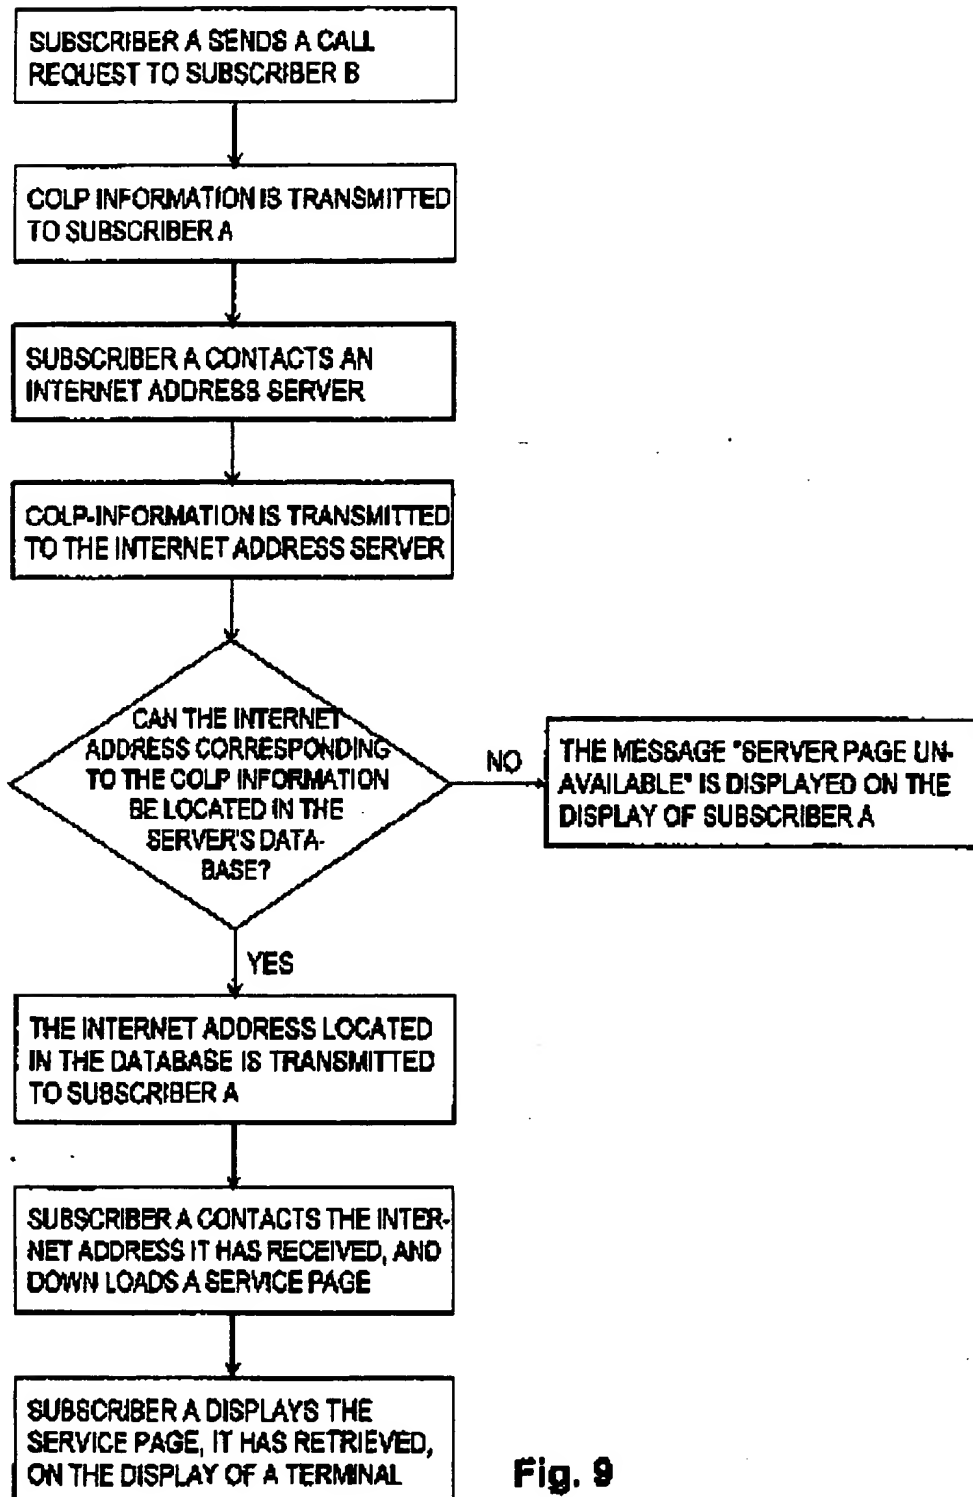 SUBSCRIBER A SENDS A CALL
REQUEST TO SUBSCRIBER B
COLP INFORMATION IS TRANSMITTED
TO SUBSCRIBER A
SUBSCRIBER A CONTACTS AN
INTERNET ADDRESS SERVER
COLP-INFORMATION IS TRANSMITTED
TO THE INTERNET ADDRESS SERVER
CAN THE INTERNET
ADDRESS CORRESPONDING
TO THE COLP INFORMATION
BE LOCATED IN THE
SERVER'S DATA-
BASE?
NO
THE MESSAGE "SERVER PAGE UN-
AVAILABLE" IS DISPLAYED ON THE
DISPLAY OF SUBSCRIBER A
YES
THE INTERNET ADDRESS LOCATED
IN THE DATABASE IS TRANSMITTED
TO SUBSCRIBER A
SUBSCRIBER A CONTACTS THE INTER-
NET ADDRESS IT HAS RECEIVED, AND
DOWN LOADS A SERVICE PAGE
SUBSCRIBER A DISPLAYS THE
SERVICE PAGE, IT HAS RETRIEVED,
ON THE DISPLAY OF A TERMINAL
Fig. 9